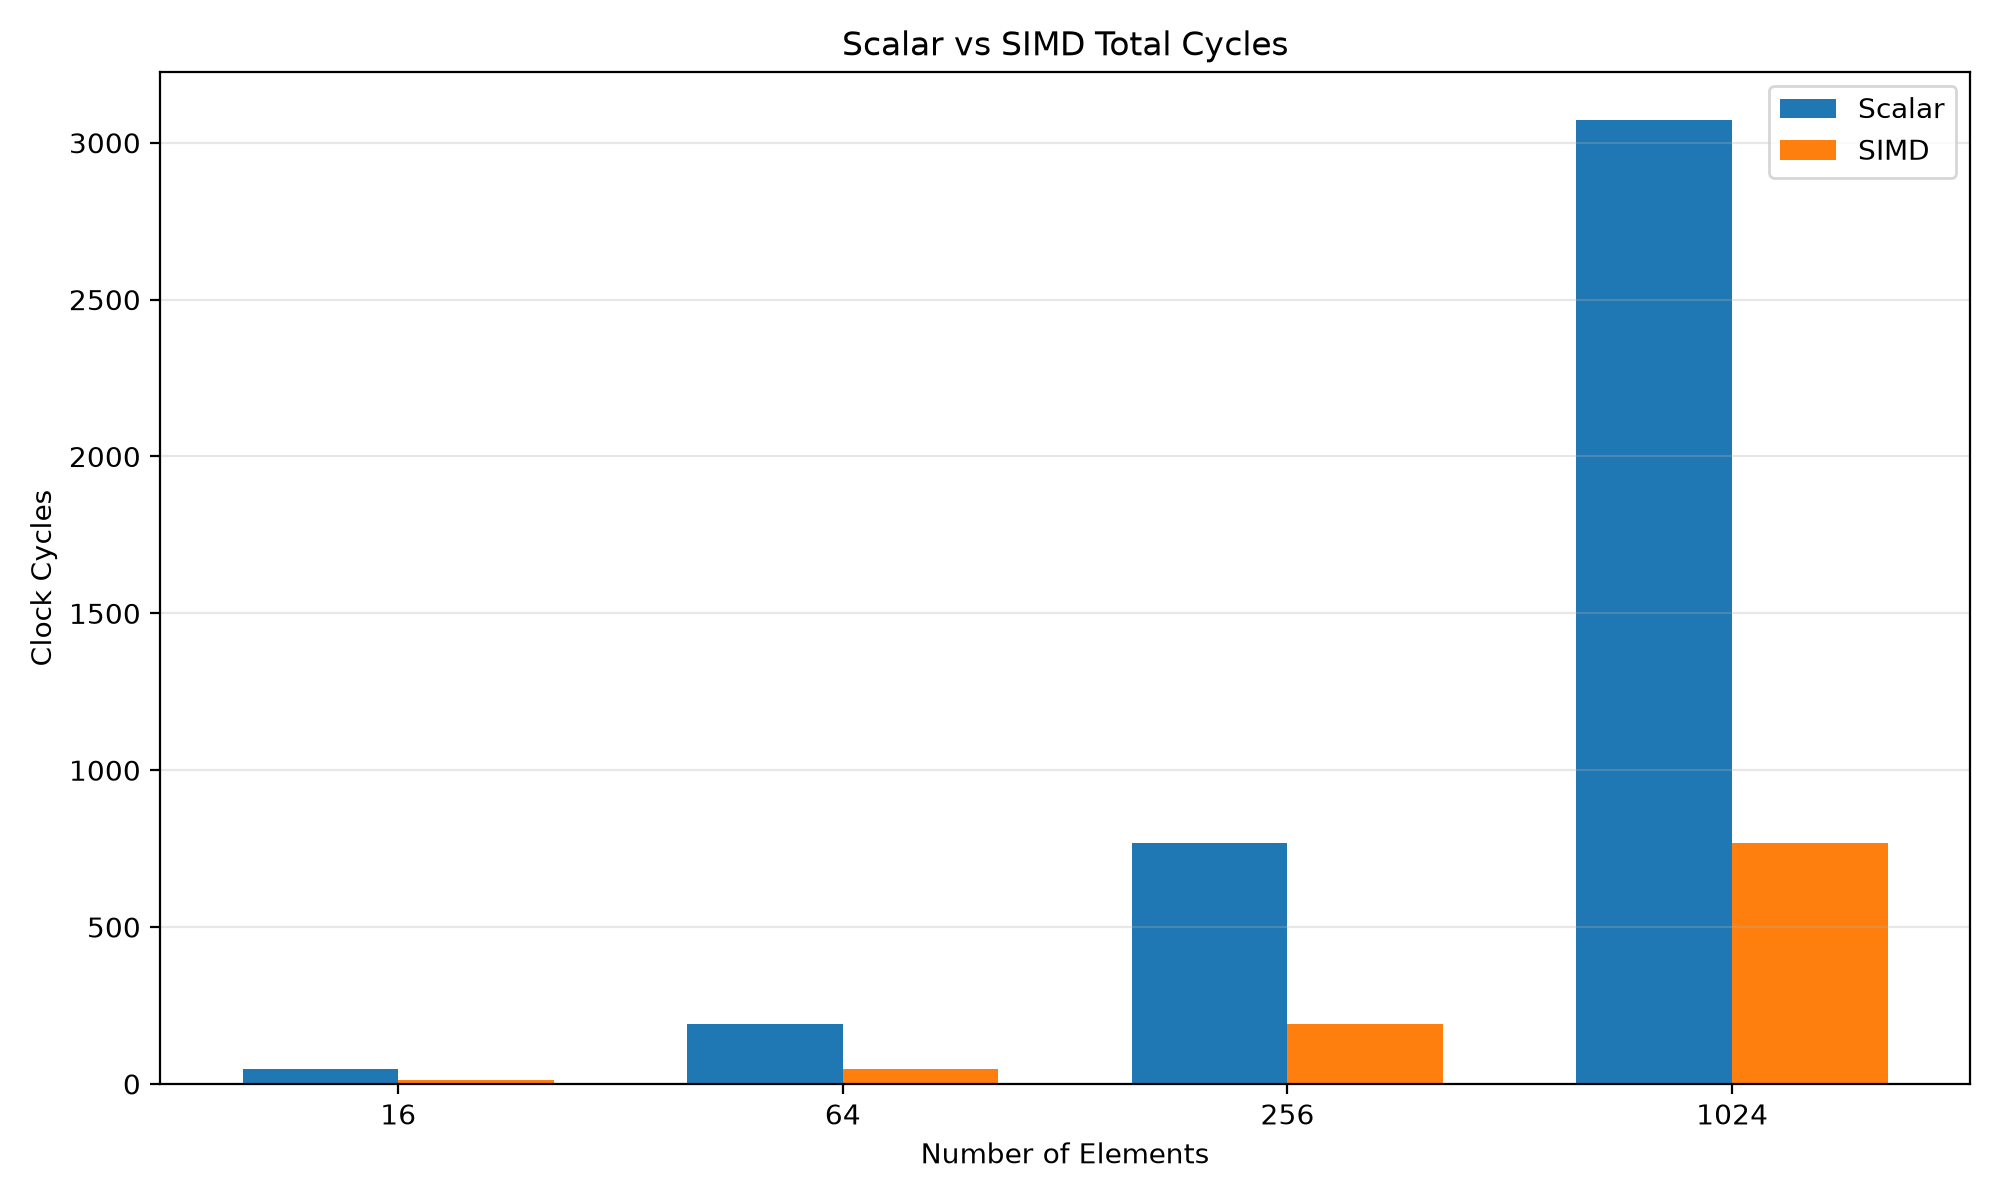 Scalar vs SIMD Total Cycles
Scalar
SIMD
3000
2500
2000
1500
1000
500
0
Clock Cycles
16 64 256 1024
Number of Elements